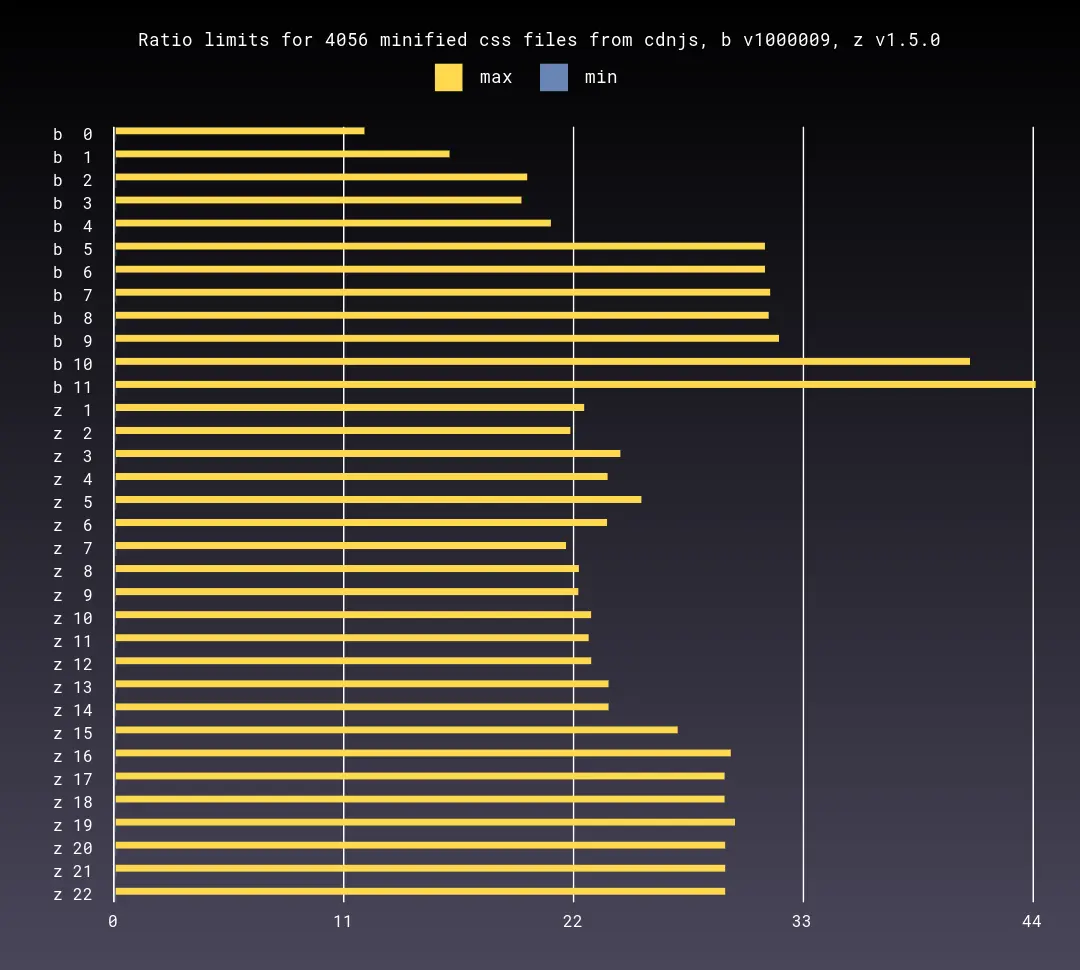 Ratio limits for 4056 minified css files from cdnjs, b v1000009, z v1.5.0
max min
b 0
b 1
b 2
b 3
b 4
b 5
b 6
b 7
b 8
b 9
b 10
b 11
z 1
z 2
z 3
z 4
z 5
z 6
z 7
z 8
z 9
z 10
z 11
z 12
z 13
z 14
z 15
z 16
z 17
z 18
z 19
z 20
z 21
z 22
0 11 22 33 44